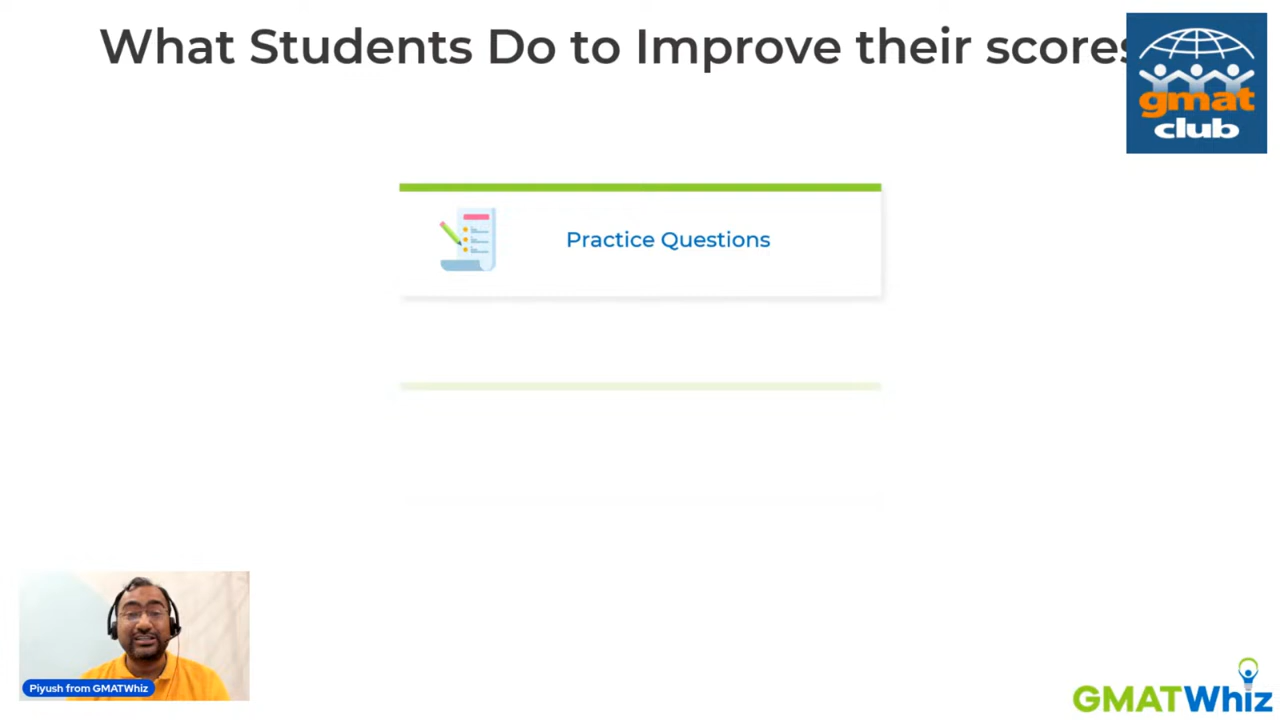 What Students Do to Improve their scores
gmat
club
Practice Questions
Piyush from GMATWhiz
GMATWhiz